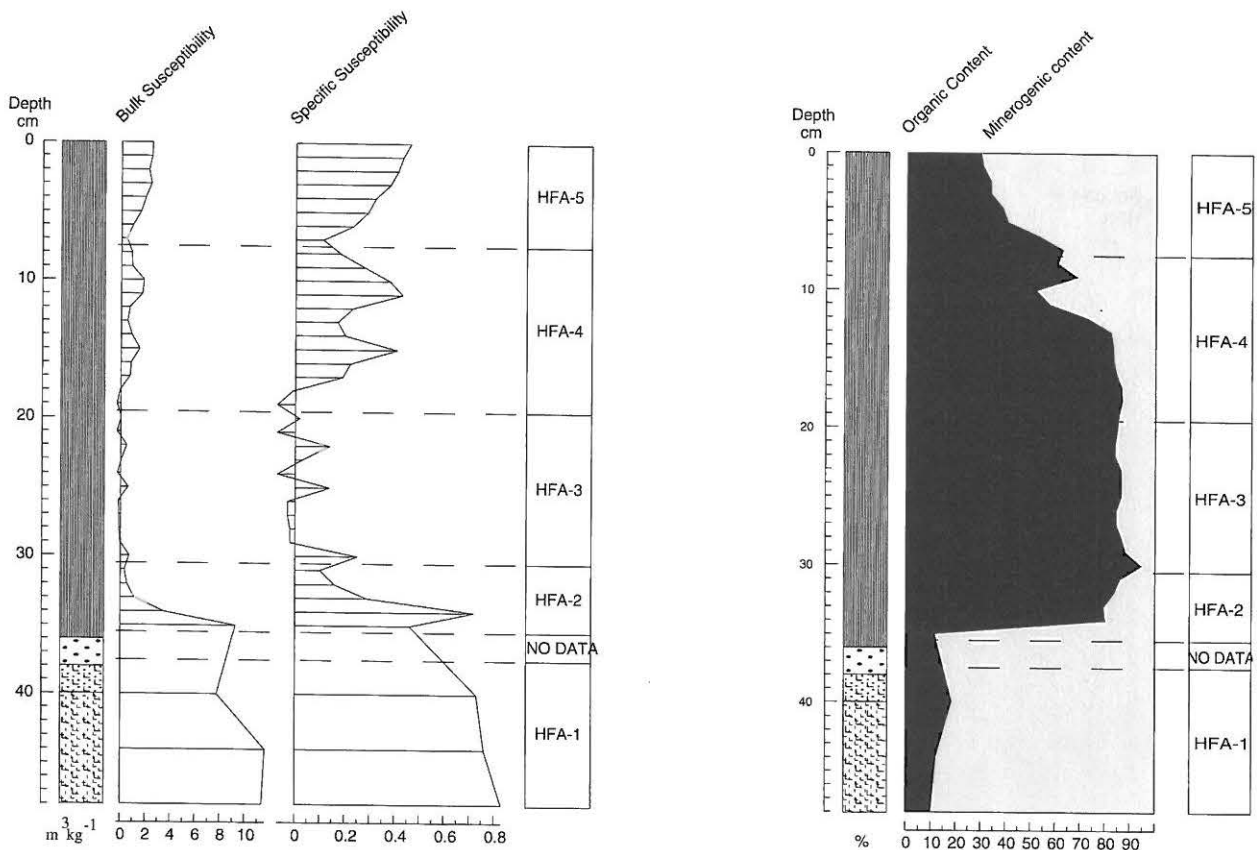 Bulk Susceptibility
Specific Susceptibility
Depth
cm
0
10
20
30
40
HFA-5
HFA-4
HFA-3
HFA-2
NO DATA
HFA-1
m³kg⁻¹
0 2 4 6 8 10
0 0.2 0.4 0.6 0.8
Organic Content
Minerogenic content
Depth
cm
0
10
20
30
40
HFA-5
HFA-4
HFA-3
HFA-2
NO DATA
HFA-1
%
0 10 20 30 40 50 60 70 80 90